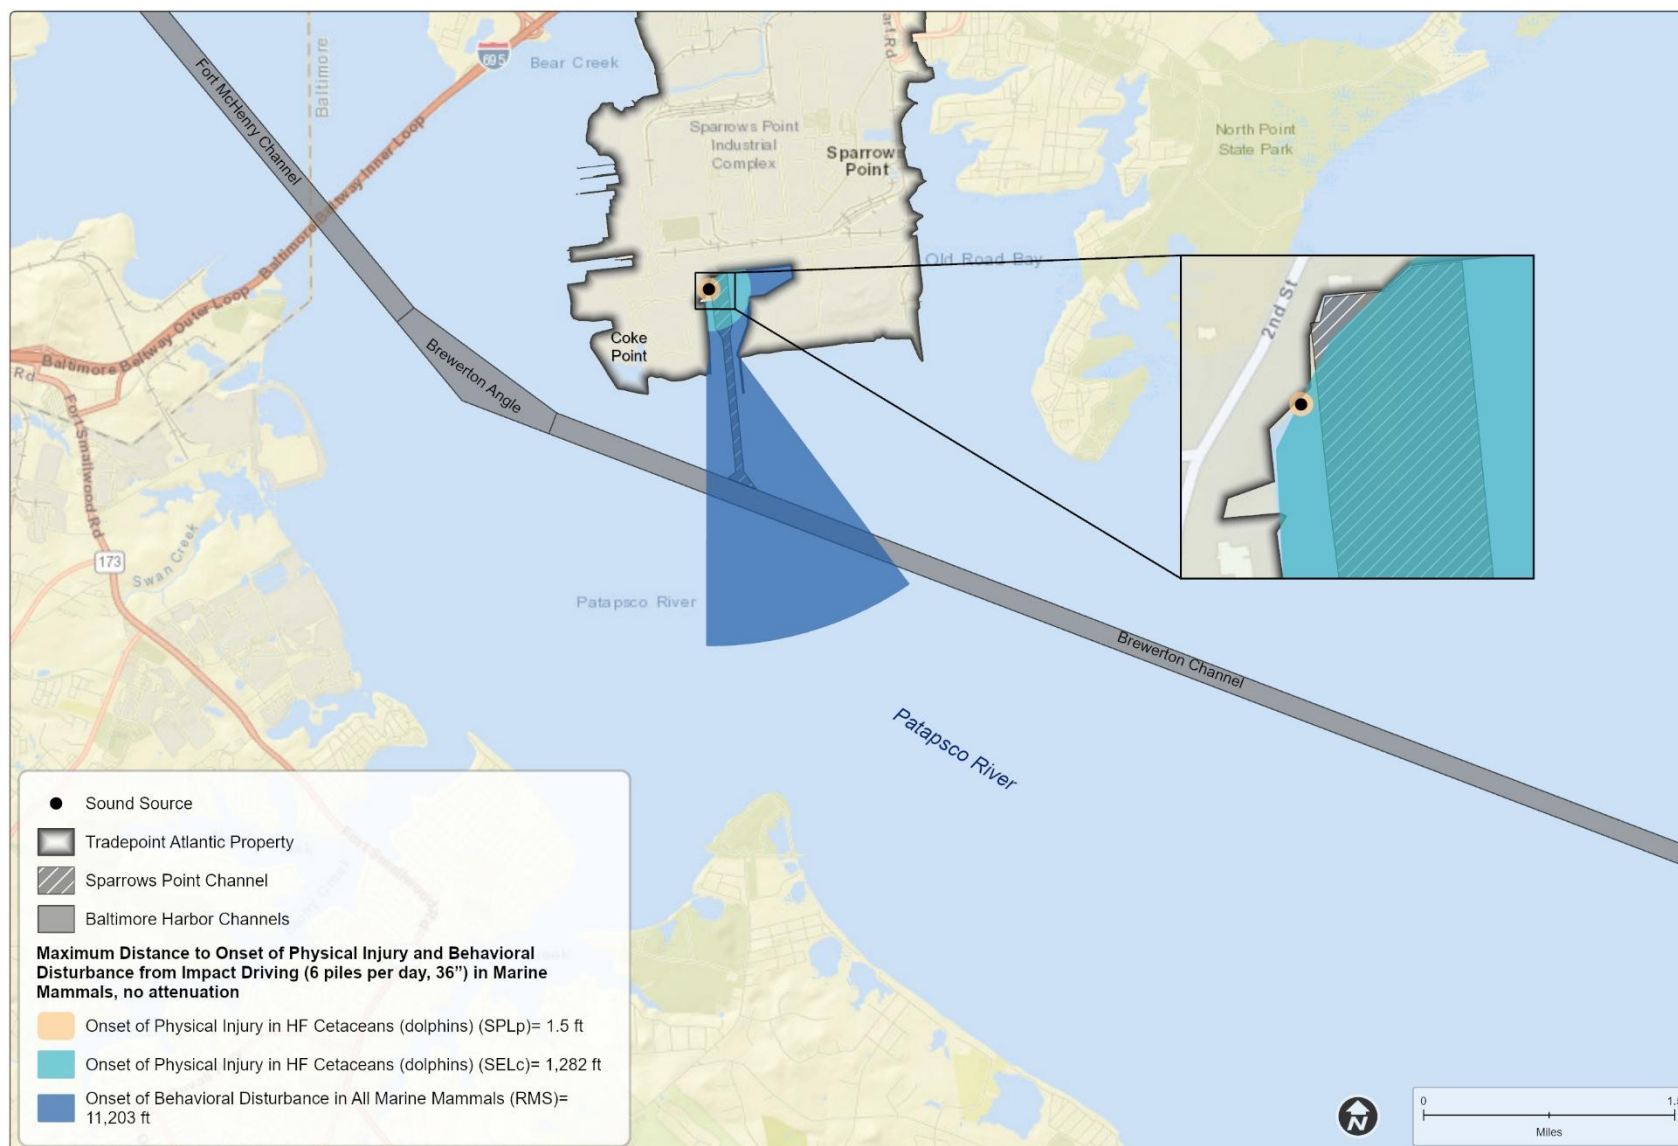 695
Bear Creek
Baltimore
Fort McHenry Channel
Baltimore Beltway Inner Loop
Baltimore Beltway Outer Loop
Sparrows Point
Industrial
Complex
Sparrows
Point
North Point
State Park
Old Road Bay
2nd St
Coke
Point
Brewerton Angle
Rd
Fort Smallwood Rd
173
Swan Creek
Patapsco River
Brewerton Channel
Patapsco River
Sound Source
Tradepoint Atlantic Property
Sparrows Point Channel
Baltimore Harbor Channels
Maximum Distance to Onset of Physical Injury and Behavioral
Disturbance from Impact Driving (6 piles per day, 36”) in Marine
Mammals, no attenuation
Onset of Physical Injury in HF Cetaceans (dolphins) (SPLp)= 1.5 ft
Onset of Physical Injury in HF Cetaceans (dolphins) (SELc)= 1,282 ft
Onset of Behavioral Disturbance in All Marine Mammals (RMS)=
11,203 ft
N
0
1.5
Miles